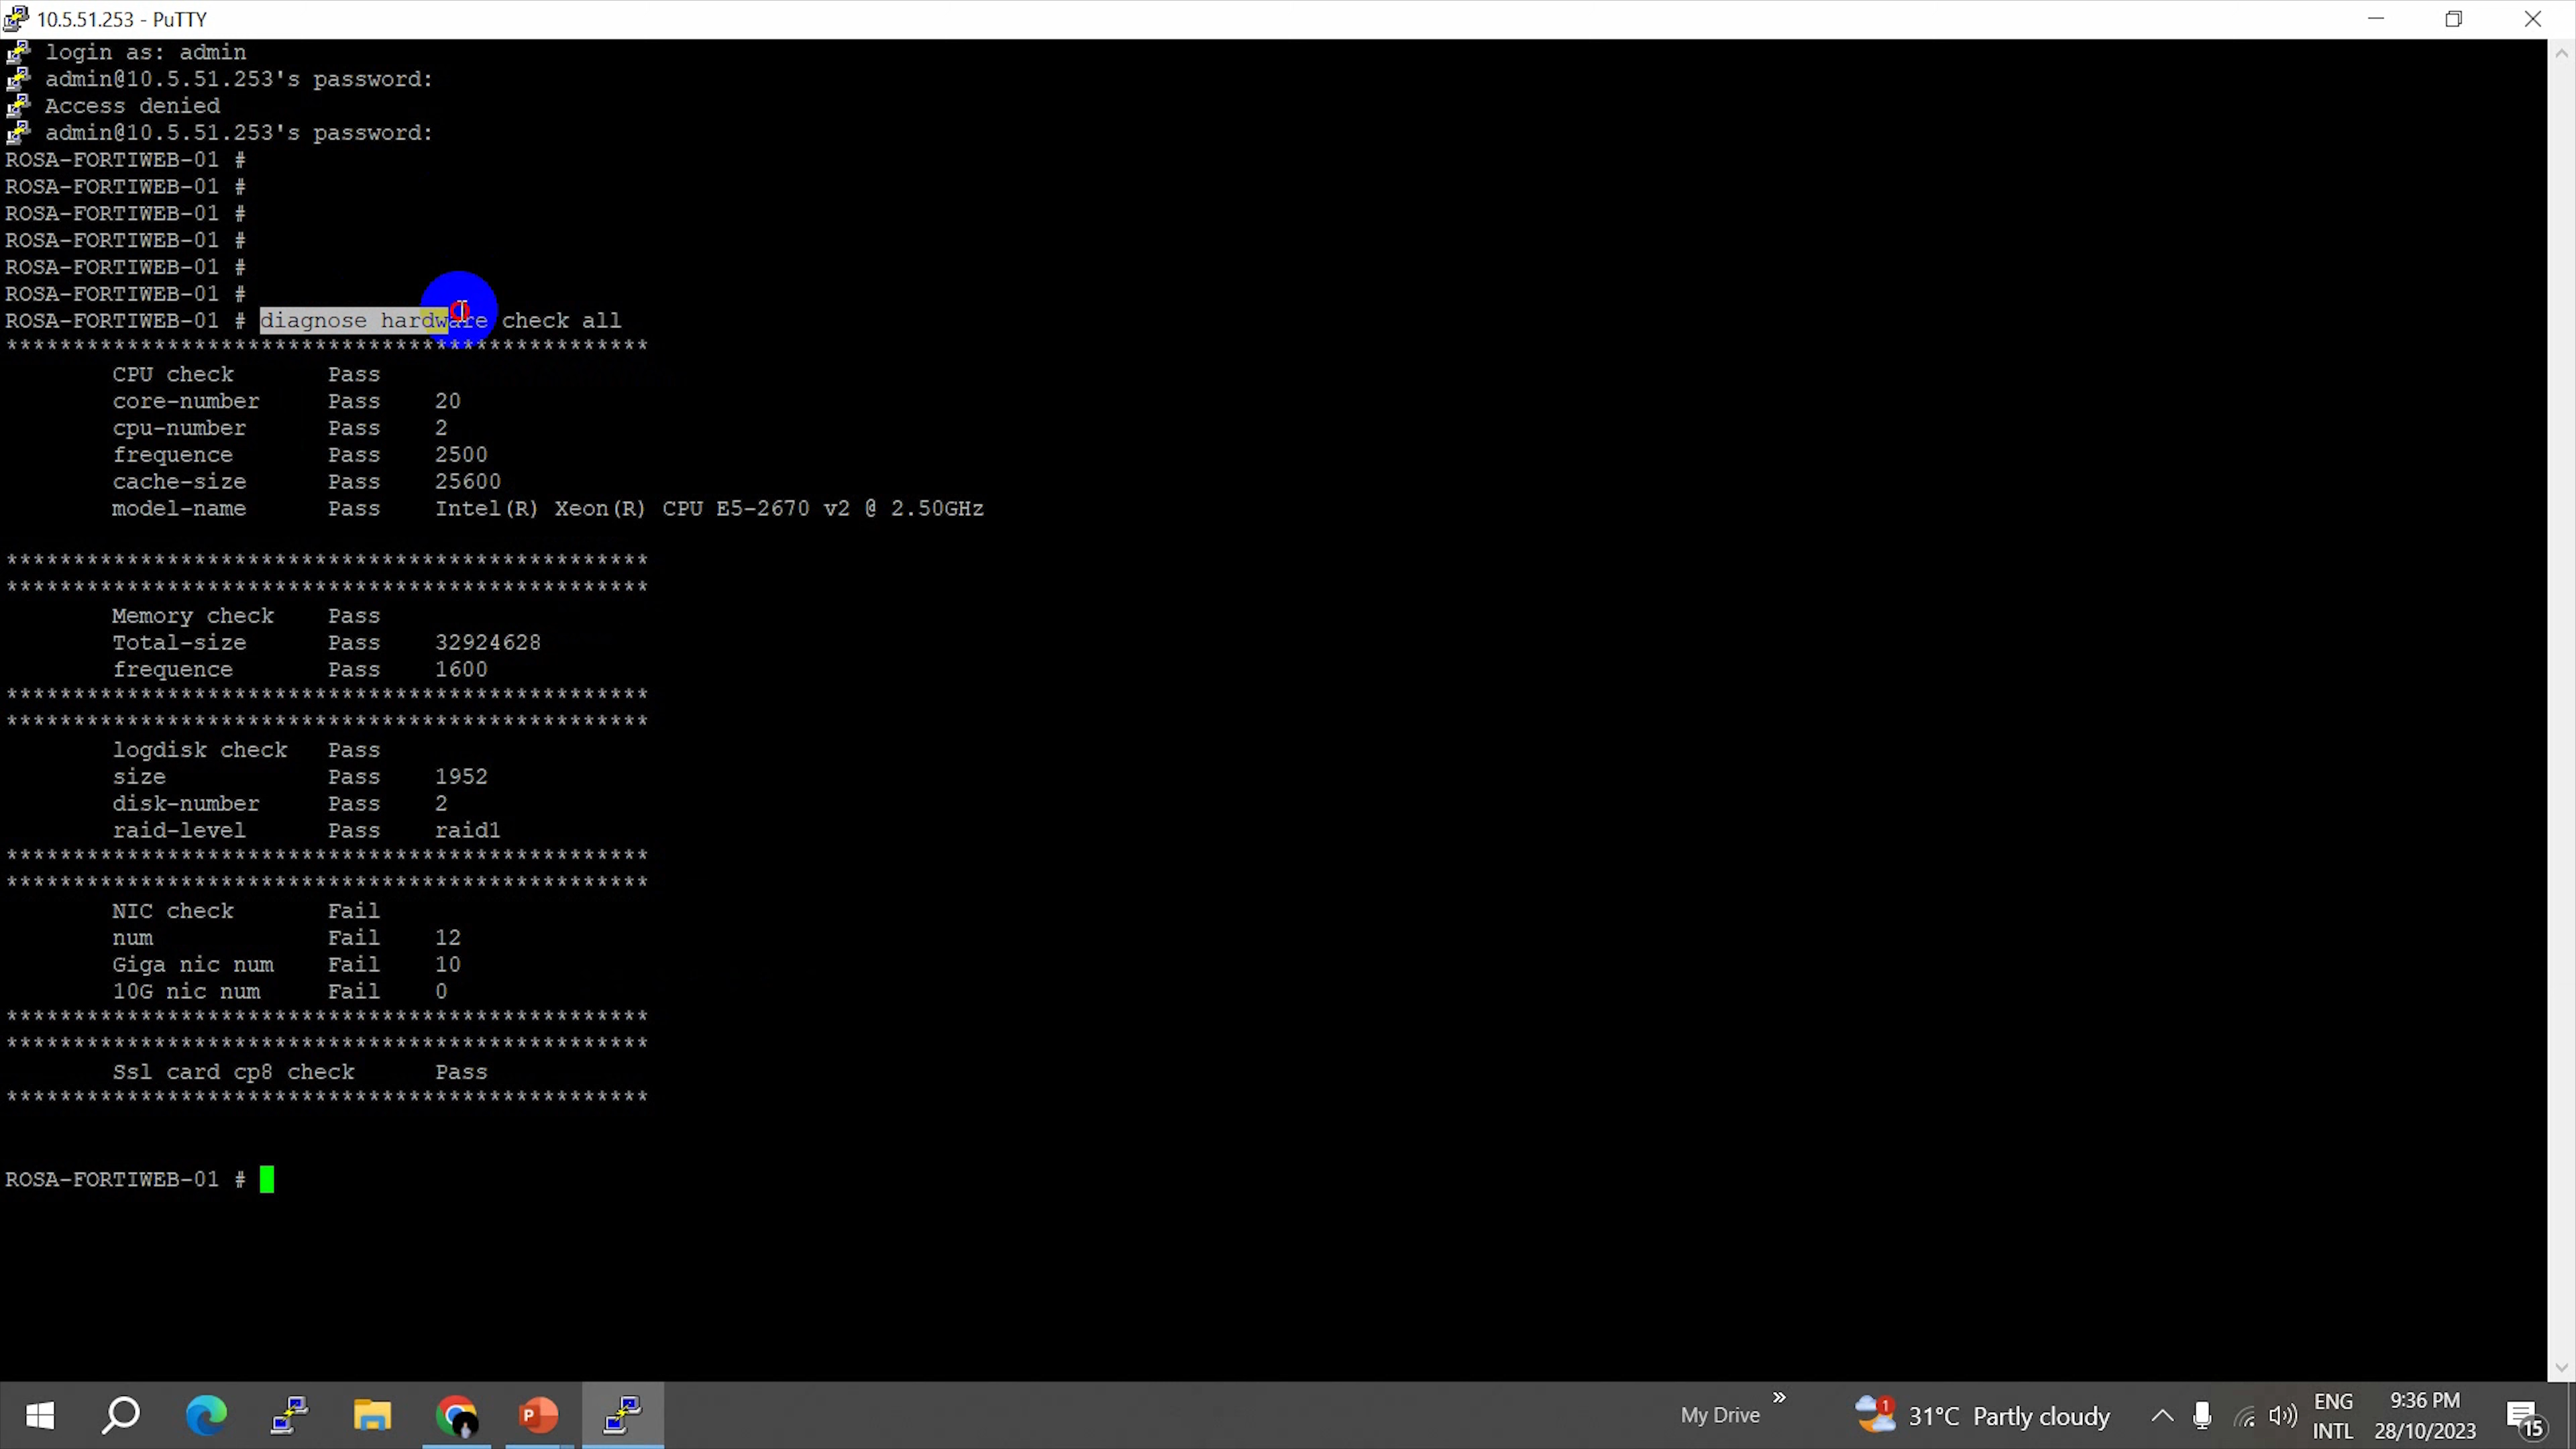 10.5.51.253 - PuTTY
login as: admin
admin@10.5.51.253's password:
Access denied
admin@10.5.51.253's password:
ROSA-FORTIWEB-01 #
ROSA-FORTIWEB-01 #
ROSA-FORTIWEB-01 #
ROSA-FORTIWEB-01 #
ROSA-FORTIWEB-01 #
ROSA-FORTIWEB-01 #
ROSA-FORTIWEB-01 # diagnose hardware check all
************************************************
CPU check Pass
core-number Pass 20
cpu-number Pass 2
frequence Pass 2500
cache-size Pass 25600
model-name Pass Intel(R) Xeon(R) CPU E5-2670 v2 @ 2.50GHz
************************************************
************************************************
Memory check Pass
Total-size Pass 32924628
frequence Pass 1600
************************************************
************************************************
logdisk check Pass
size Pass 1952
disk-number Pass 2
raid-level Pass raid1
************************************************
************************************************
NIC check Fail
num Fail 12
Giga nic num Fail 10
10G nic num Fail 0
************************************************
************************************************
Ssl card cp8 check Pass
************************************************
ROSA-FORTIWEB-01 #
My Drive » 1 31°C Partly cloudy ENG 9:36 PM
INTL 28/10/2023 15